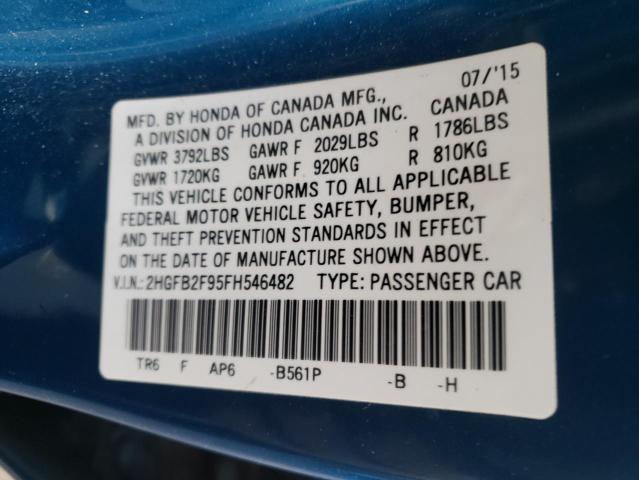 07/'15
MFD. BY HONDA OF CANADA MFG., CANADA
A DIVISION OF HONDA CANADA INC.
GVWR 3792LBS GAWR F 2029LBS R 1786LBS
GVWR 1720KG GAWR F 920KG R 810KG
THIS VEHICLE CONFORMS TO ALL APPLICABLE
FEDERAL MOTOR VEHICLE SAFETY, BUMPER,
AND THEFT PREVENTION STANDARDS IN EFFECT
ON THE DATE OF MANUFACTURE SHOWN ABOVE.
V.I.N.: 2HGFB2F95FH546482 TYPE: PASSENGER CAR
TR6 F AP6 -B561P -B -H